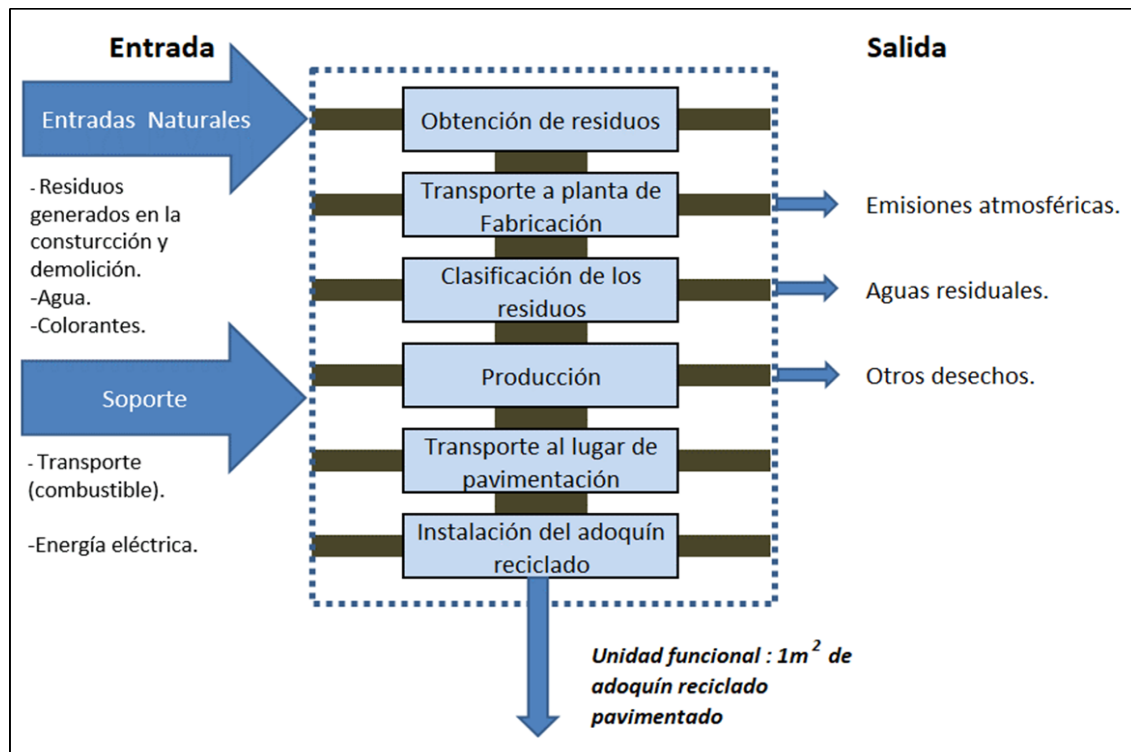 Entrada
Salida
Entradas Naturales
- Residuos
generados en la
consturcción y
demolición.
-Agua.
-Colorantes.
Soporte
- Transporte
(combustible).
-Energía eléctrica.
Obtención de residuos
Transporte a planta de
Fabricación
Clasificación de los
residuos
Producción
Transporte al lugar de
pavimentación
Instalación del adoquín
reciclado
Emisiones atmosféricas.
Aguas residuales.
Otros desechos.
Unidad funcional : 1m² de
adoquín reciclado
pavimentado